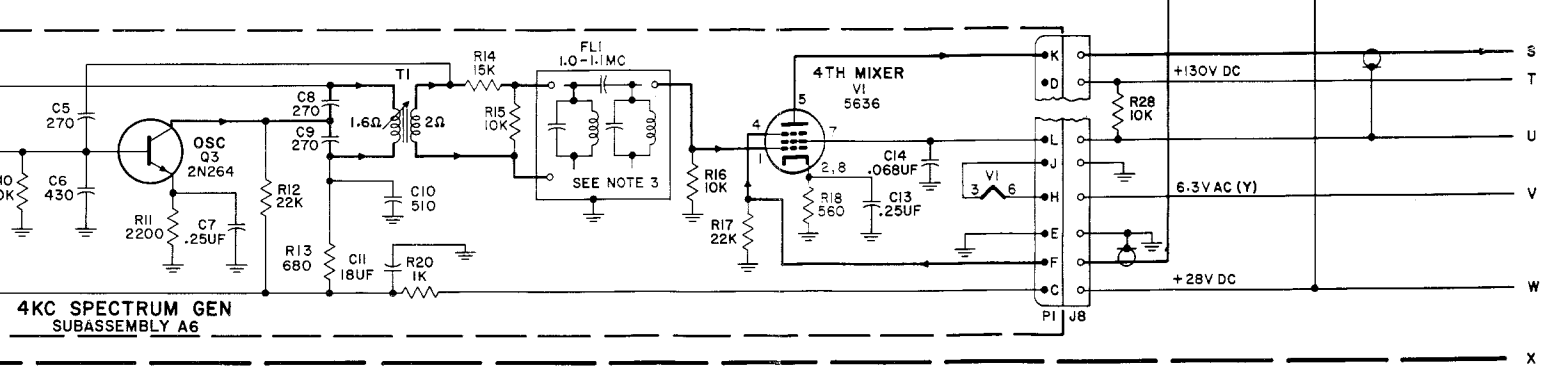 C5
270
C6
430
40
0K
OSC
Q3
2N264
R11
2200
C7
.25UF
R12
22K
C8
270
C9
270
T1
1.6Ω
2Ω
C10
510
R13
680
C11
18UF
R20
1K
R14
15K
R15
10K
FL1
1.0-1.1MC
SEE NOTE 3
R16
10K
R17
22K
4TH MIXER
V1
5636
5
4
1
7
2,8
R18
560
C13
.25UF
C14
.068UF
V1
3 6
K
D
L
J
H
E
F
C
P1 J8
+130V DC
R28
10K
6.3V AC (Y)
+28V DC
S
T
U
V
W
X
4KC SPECTRUM GEN
SUBASSEMBLY A6